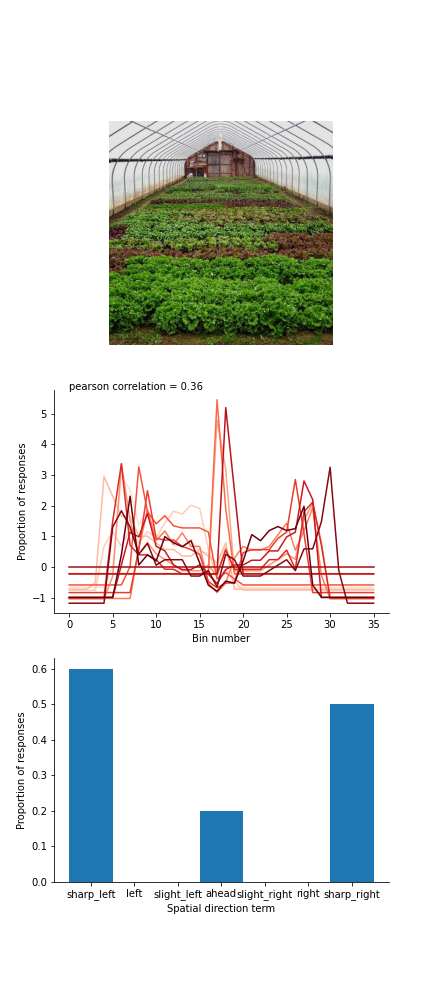 pearson correlation = 0.36
Proportion of responses
5
4
3
2
1
0
−1
0 5 10 15 20 25 30 35
Bin number
Proportion of responses
0.6
0.5
0.4
0.3
0.2
0.1
0.0
sharp_left left slight_left ahead slight_right right sharp_right
Spatial direction term